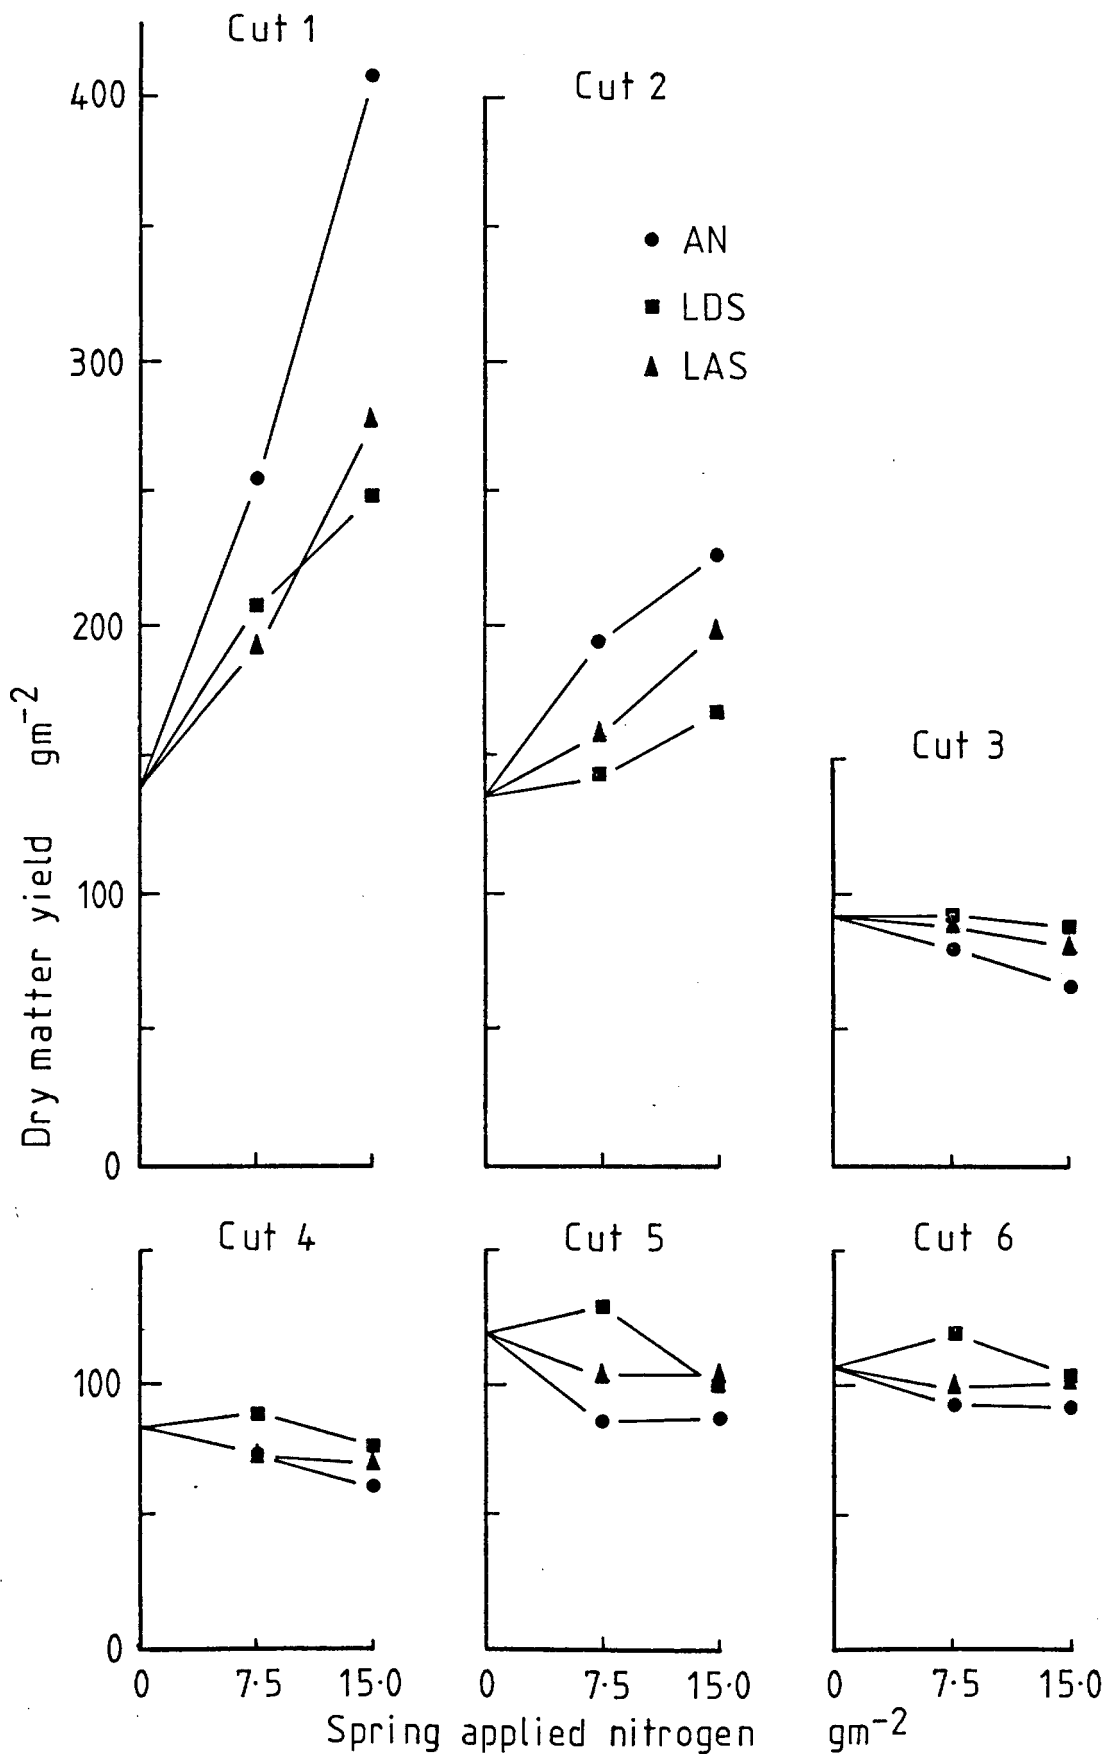 Cut 1
Cut 2
400
AN
LDS
LAS
300
200
Cut 3
100
0
Dry matter yield gm⁻²
Cut 4
Cut 5
Cut 6
100
0
0 7·5 15·0 0 7·5 15·0 0 7·5 15·0
Spring applied nitrogen gm⁻²